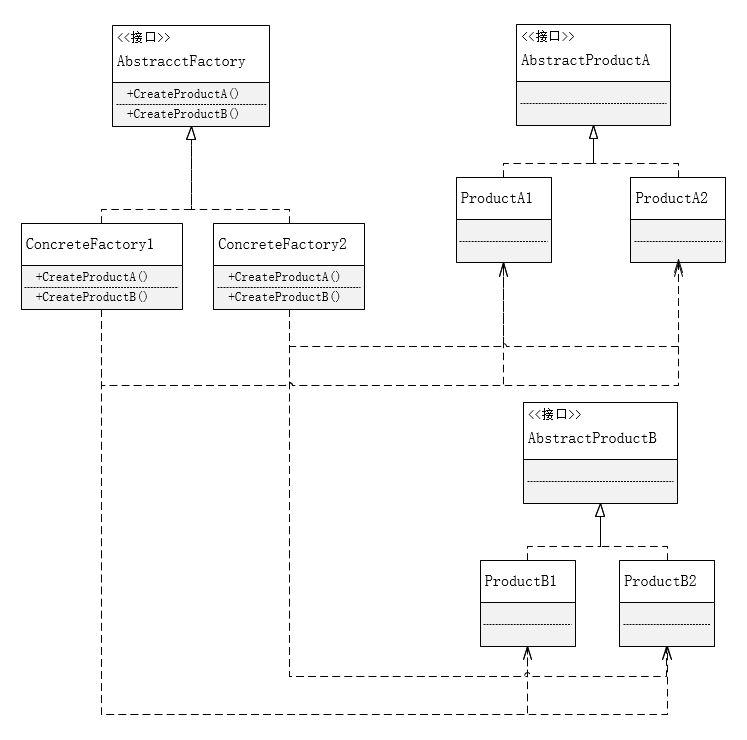 <<接口>>
AbstracctFactory
+CreateProductA()
+CreateProductB()
<<接口>>
AbstractProductA
ProductA1
ProductA2
ConcreteFactory1
+CreateProductA()
+CreateProductB()
ConcreteFactory2
+CreateProductA()
+CreateProductB()
<<接口>>
AbstractProductB
ProductB1
ProductB2